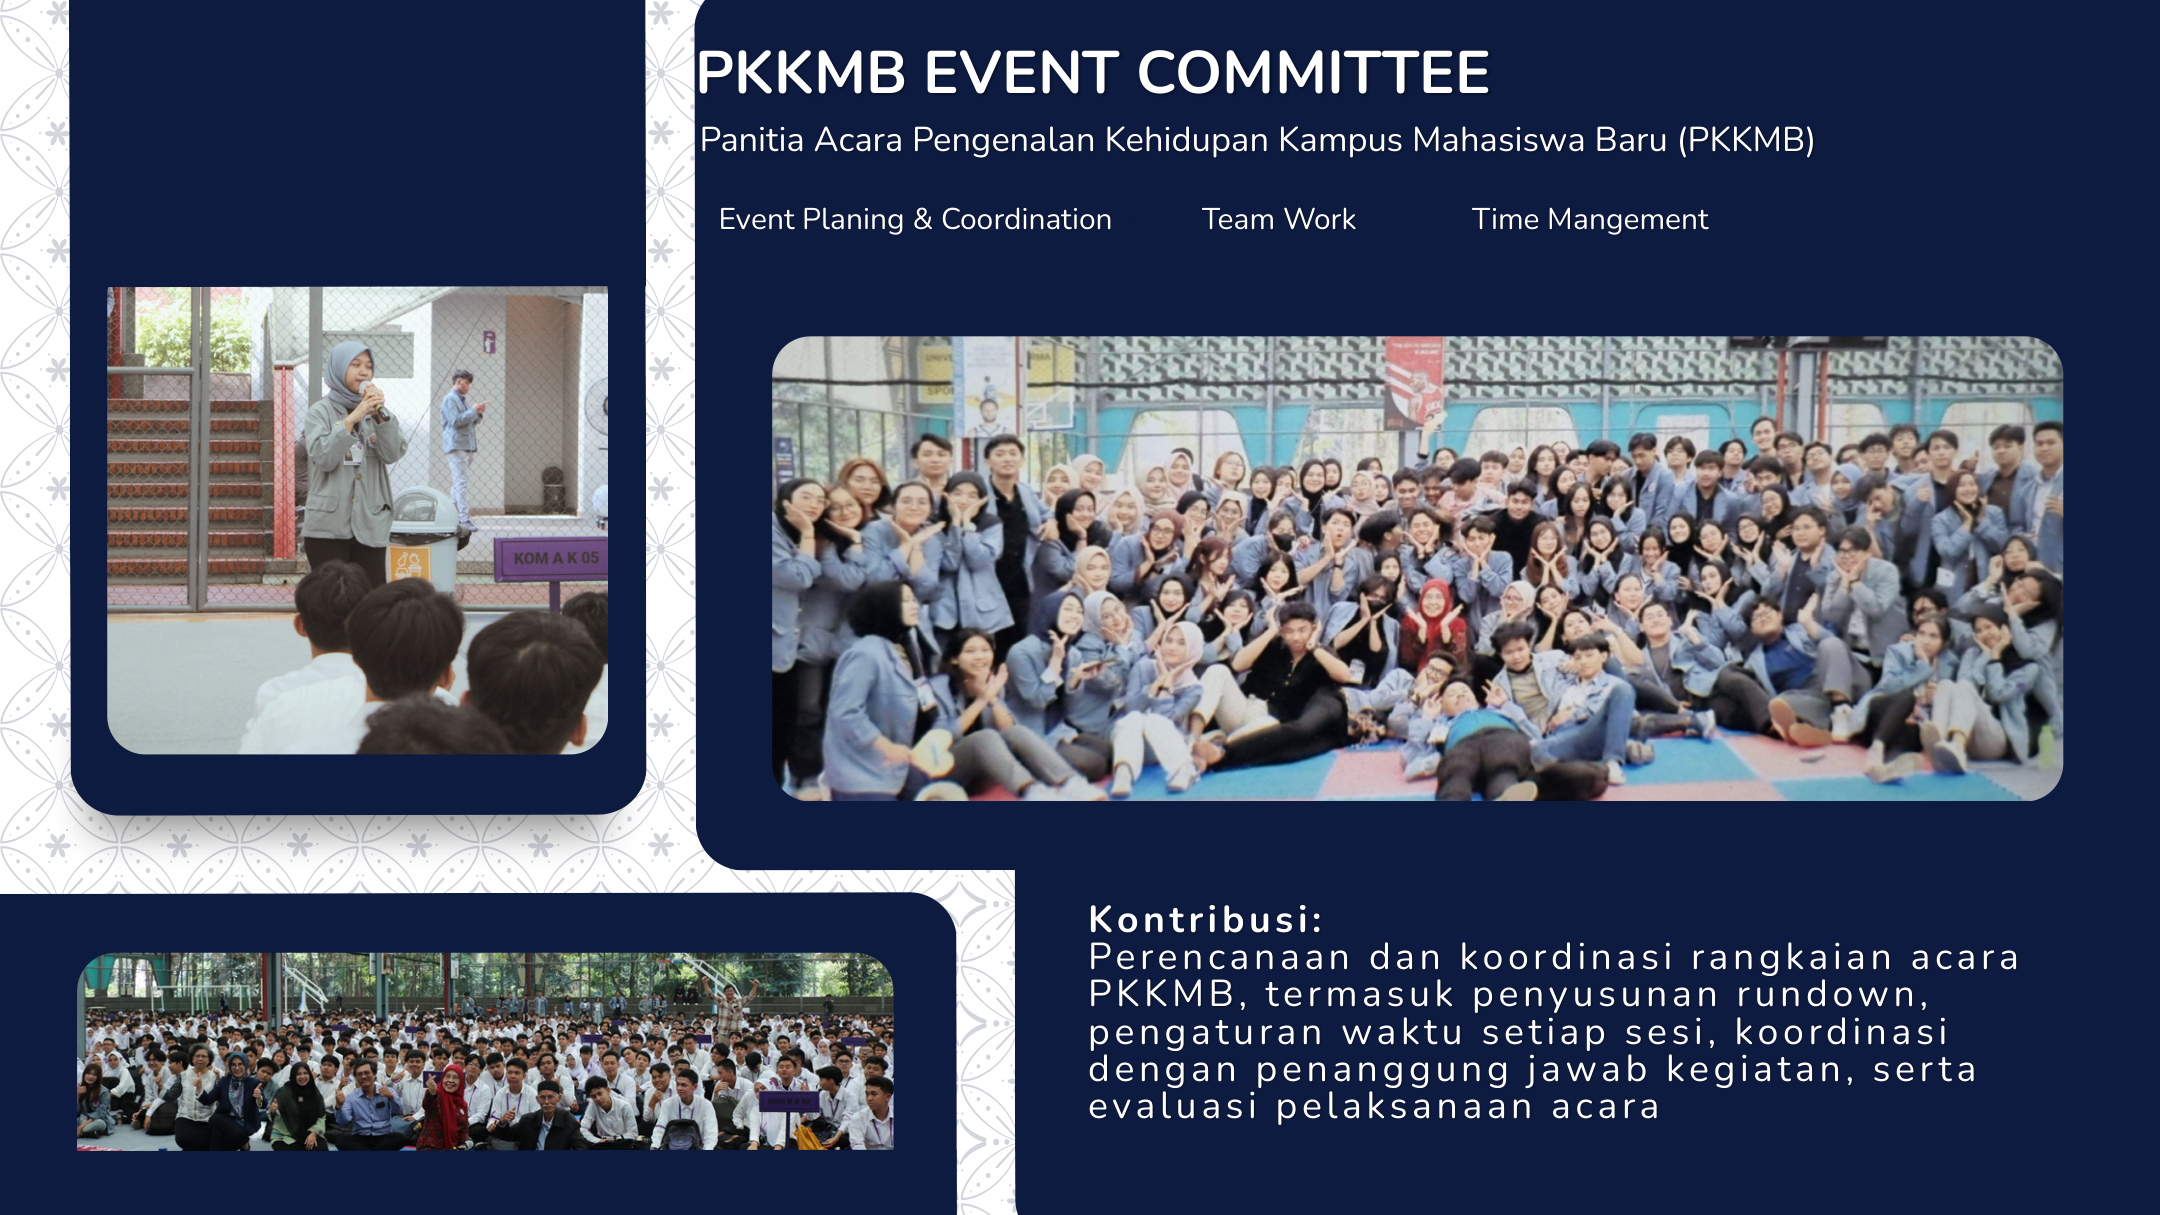 PKKMB EVENT COMMITTEE
Panitia Acara Pengenalan Kehidupan Kampus Mahasiswa Baru (PKKMB)
Event Planing & Coordination
Team Work
Time Mangement
KOM A K 05
Kontribusi:
Perencanaan dan koordinasi rangkaian acara
PKKMB, termasuk penyusunan rundown,
pengaturan waktu setiap sesi, koordinasi
dengan penanggung jawab kegiatan, serta
evaluasi pelaksanaan acara